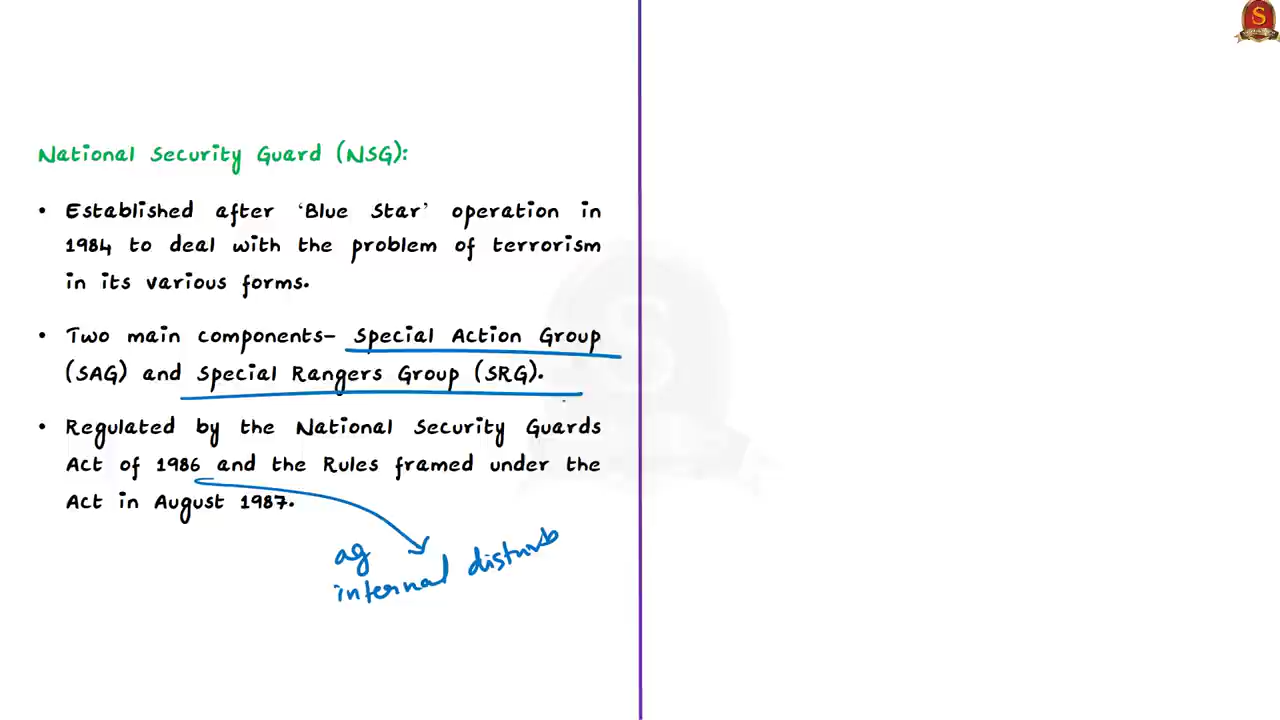 National Security Guard (NSG):
• Established after ‘Blue Star’ operation in
1984 to deal with the problem of terrorism
in its various forms.
• Two main components- Special Action Group
(SAG) and Special Rangers Group (SRG).
• Regulated by the National Security Guards
Act of 1986 and the Rules framed under the
Act in August 1987.
ag
internal disturb
S